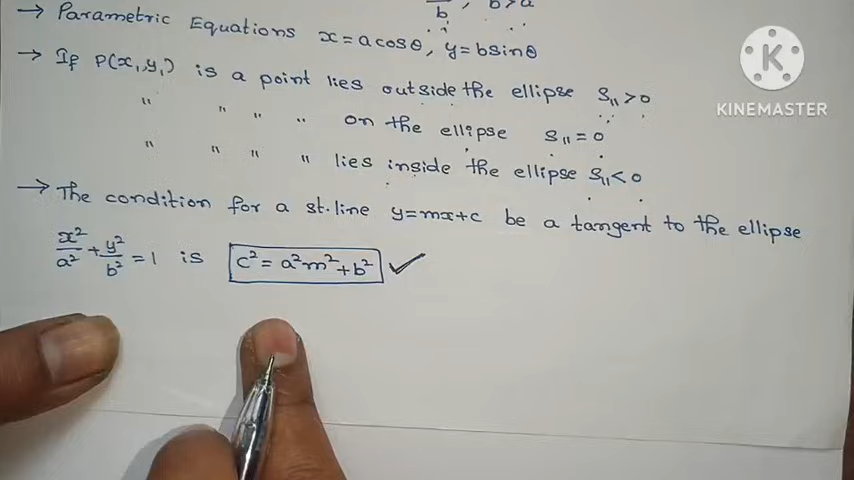 b , b>a
→ Parametric Equations x=acosθ, y=bsinθ
→ If P(x₁,y₁) is a point lies outside the ellipse S₁₁>0
" " " " on the ellipse S₁₁=0
" " " " lies inside the ellipse S₁₁<0
→ The condition for a st.line y=mx+c be a tangent to the ellipse
x²/a² + y²/b² = 1 is c² = a²m²+b² ✓
K
KINEMASTER